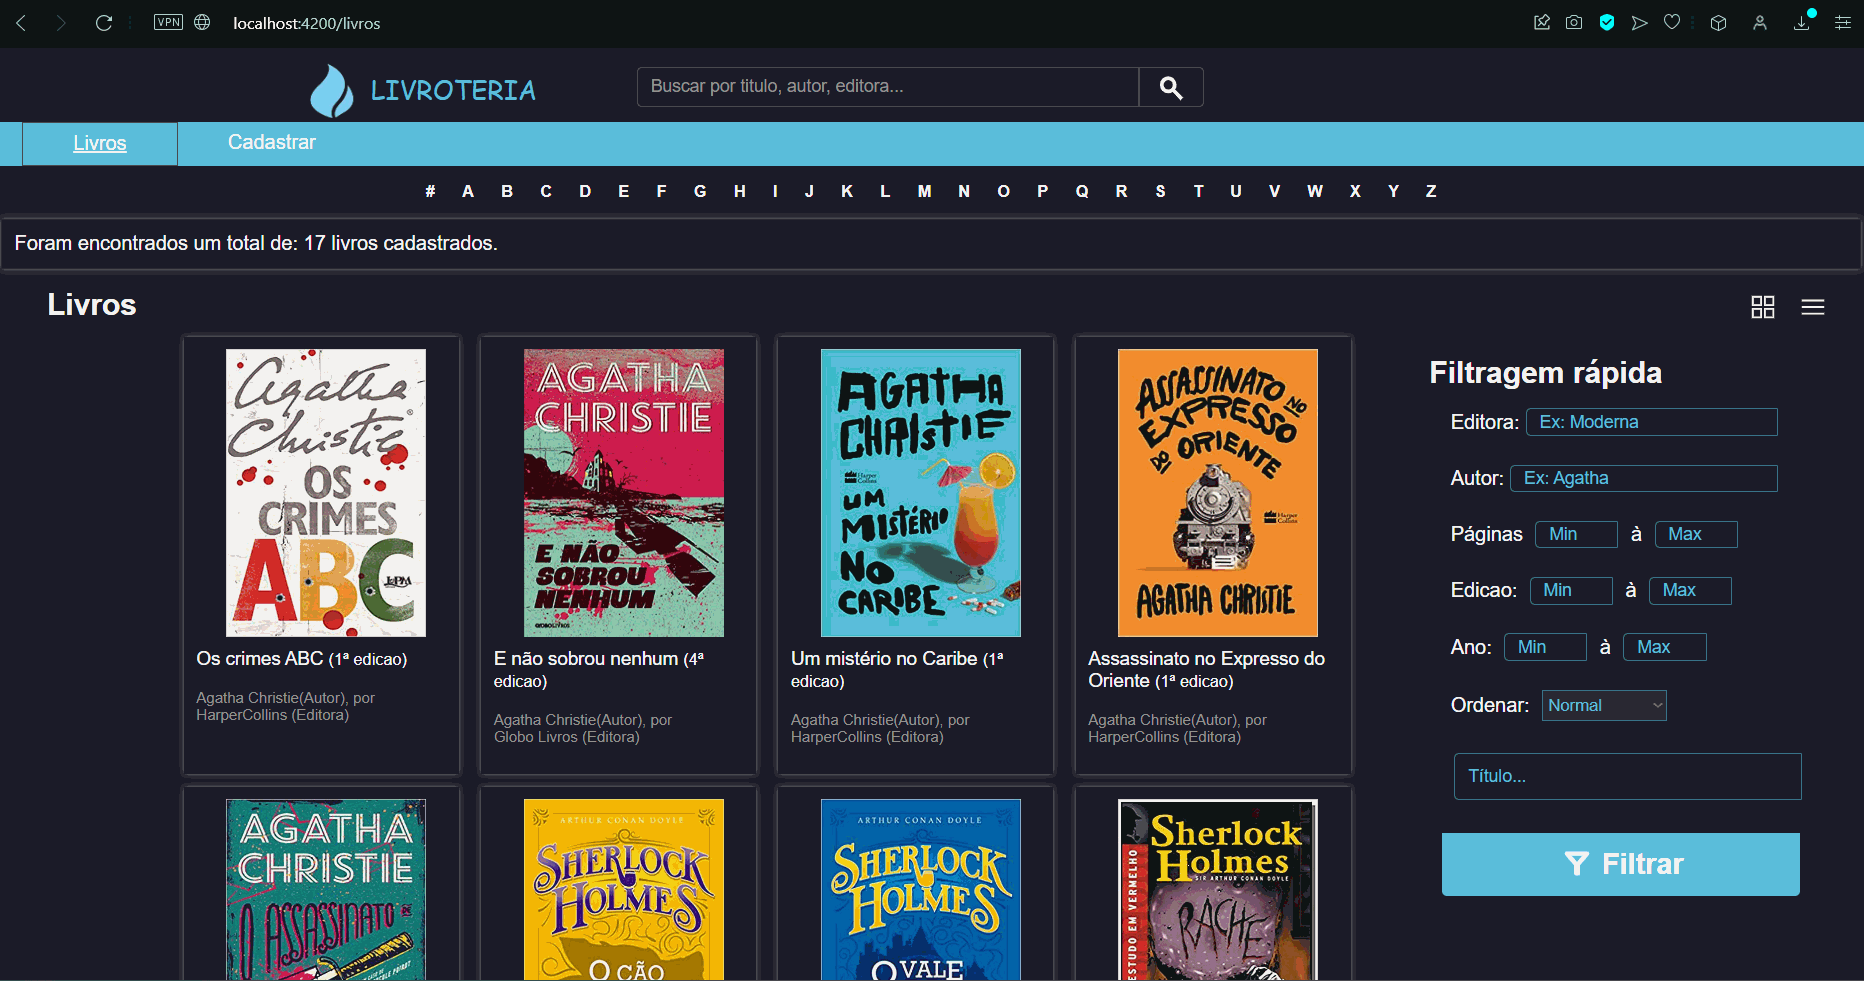 VPN localhost:4200/livros
LIVROTERIA
Buscar por titulo, autor, editora...
Livros Cadastrar
# A B C D E F G H I J K L M N O P Q R S T U V W X Y Z
Foram encontrados um total de: 17 livros cadastrados.
Livros
Agatha
Christie
OS
CRIMES
ABC
L&PM
Os crimes ABC (1ª edicao)
Agatha Christie(Autor), por
HarperCollins (Editora)
AGATHA
CHRISTIE
E NÃO
SOBROU
NENHUM
GLOBOLIVROS
E não sobrou nenhum (4ª
edicao)
Agatha Christie(Autor), por
Globo Livros (Editora)
AGATHA
CHRISTIE
Harper
Collins
UM
MISTÉRIO
NO
CARIBE
Um mistério no Caribe (1ª
edicao)
Agatha Christie(Autor), por
HarperCollins (Editora)
ASSASSINATO NO
EXPRESSO
DO ORIENTE
Harper
Collins
AGATHA CHRISTIE
Assassinato no Expresso do
Oriente (1ª edicao)
Agatha Christie(Autor), por
HarperCollins (Editora)
AGATHA
CHRISTIE
O ASSASSINATO
ARTHUR CONAN DOYLE
SHERLOCK
HOLMES
O CÃO
ARTHUR CONAN DOYLE
SHERLOCK
HOLMES
O VALE
Sherlock
Holmes
SIR ARTHUR CONAN DOYLE
ESTUDO EM VERMELHO
RACHE
Filtragem rápida
Editora: Ex: Moderna
Autor: Ex: Agatha
Páginas Min à Max
Edicao: Min à Max
Ano: Min à Max
Ordenar: Normal
Título...
Filtrar